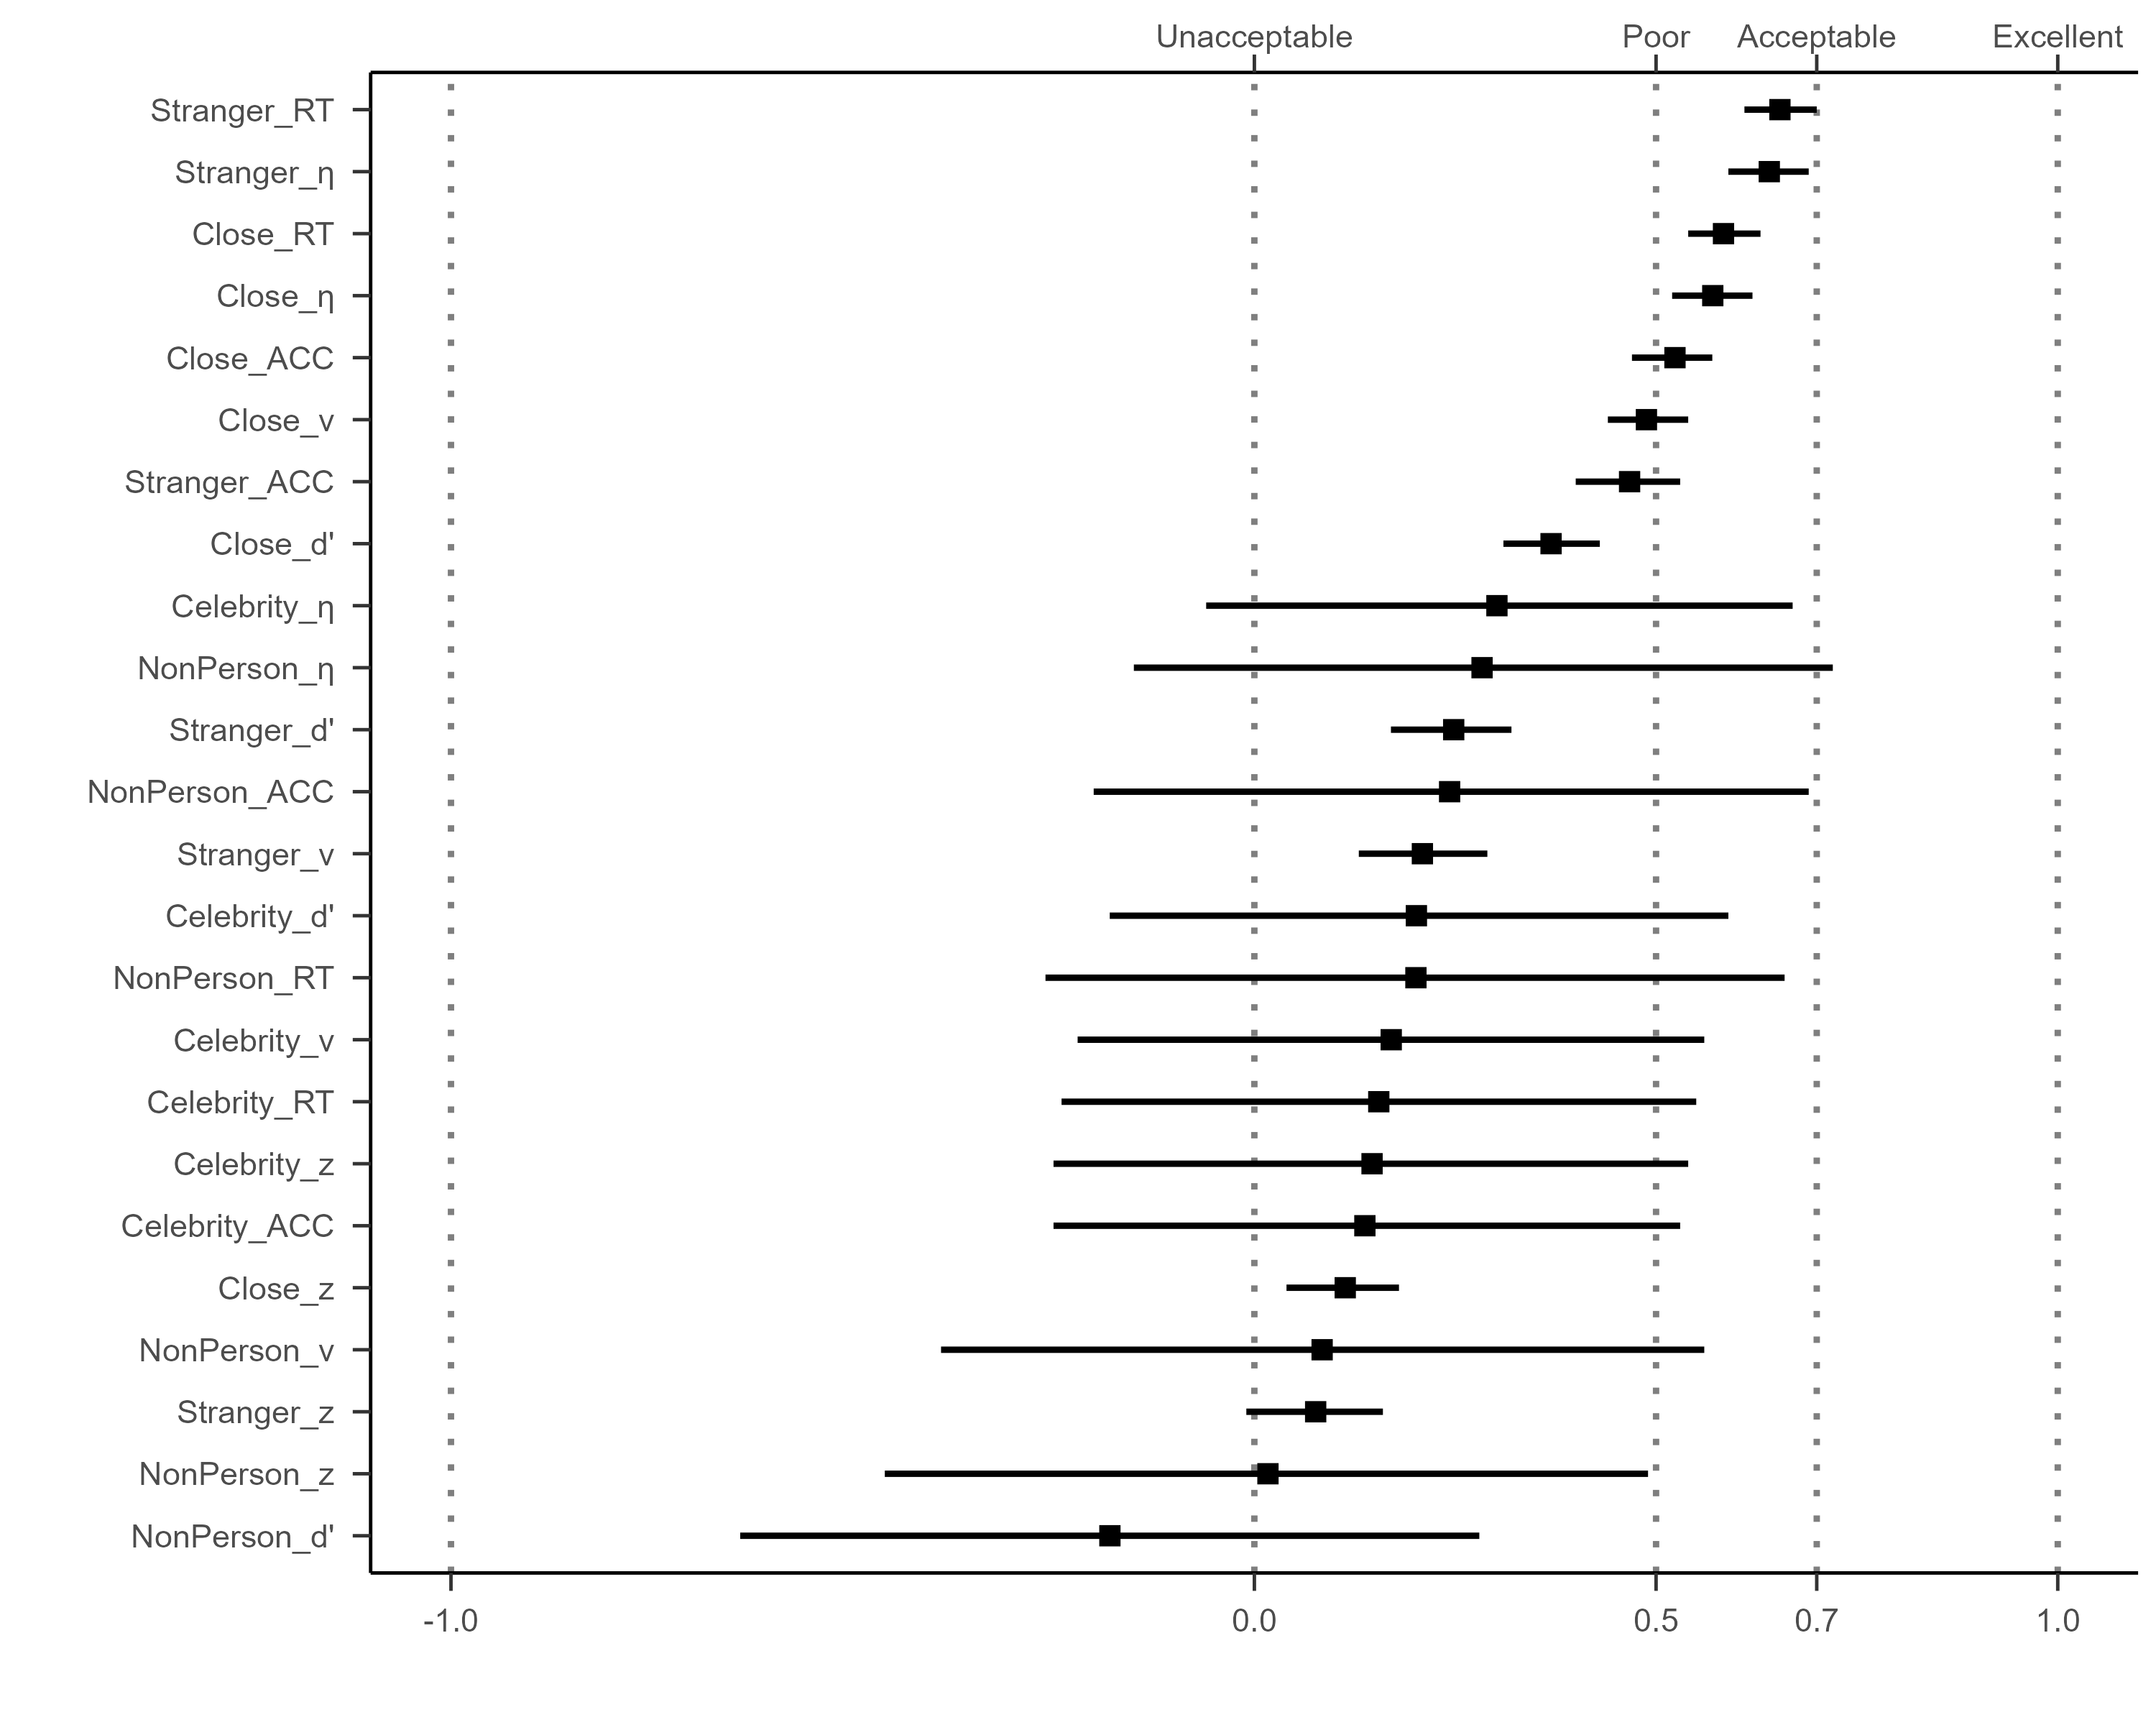 Unacceptable Poor Acceptable Excellent
Stranger_RT
Stranger_η
Close_RT
Close_η
Close_ACC
Close_v
Stranger_ACC
Close_d'
Celebrity_η
NonPerson_η
Stranger_d'
NonPerson_ACC
Stranger_v
Celebrity_d'
NonPerson_RT
Celebrity_v
Celebrity_RT
Celebrity_z
Celebrity_ACC
Close_z
NonPerson_v
Stranger_z
NonPerson_z
NonPerson_d'
-1.0 0.0 0.5 0.7 1.0